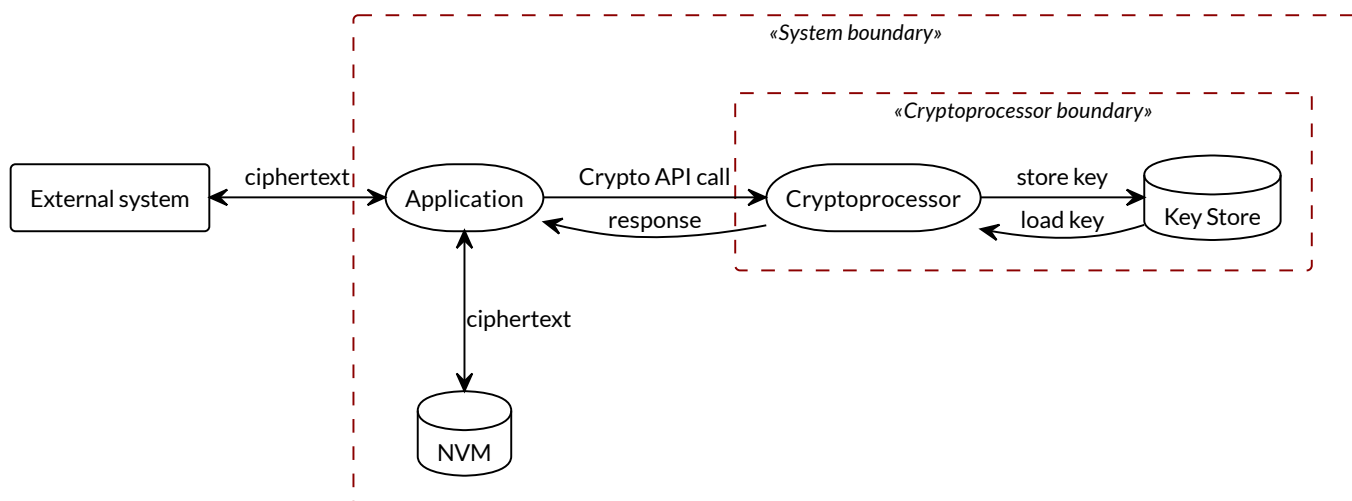 «System boundary»
«Cryptoprocessor boundary»
External system
ciphertext
Application
Crypto API call
response
Cryptoprocessor
store key
load key
Key Store
ciphertext
NVM